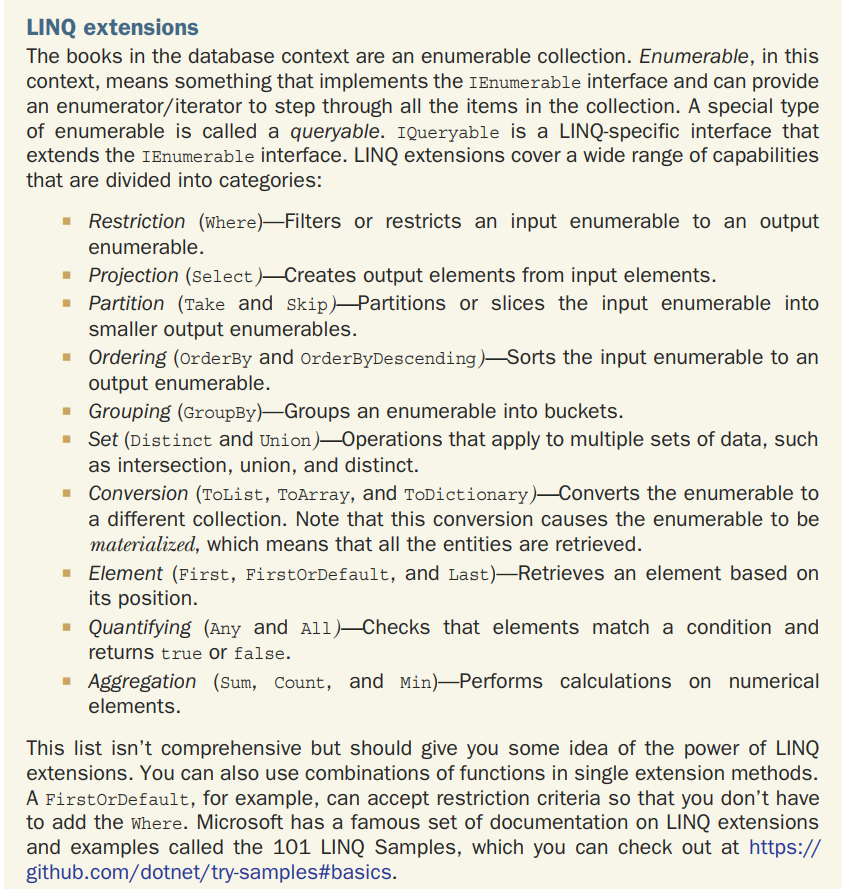 LINQ extensions
The books in the database context are an enumerable collection. Enumerable, in this
context, means something that implements the IEnumerable interface and can provide
an enumerator/iterator to step through all the items in the collection. A special type
of enumerable is called a queryable. IQueryable is a LINQ-specific interface that
extends the IEnumerable interface. LINQ extensions cover a wide range of capabilities
that are divided into categories:
■ Restriction (Where)—Filters or restricts an input enumerable to an output
enumerable.
■ Projection (Select)—Creates output elements from input elements.
■ Partition (Take and Skip)—Partitions or slices the input enumerable into
smaller output enumerables.
■ Ordering (OrderBy and OrderByDescending)—Sorts the input enumerable to an
output enumerable.
■ Grouping (GroupBy)—Groups an enumerable into buckets.
■ Set (Distinct and Union)—Operations that apply to multiple sets of data, such
as intersection, union, and distinct.
■ Conversion (ToList, ToArray, and ToDictionary)—Converts the enumerable to
a different collection. Note that this conversion causes the enumerable to be
materialized, which means that all the entities are retrieved.
■ Element (First, FirstOrDefault, and Last)—Retrieves an element based on
its position.
■ Quantifying (Any and All)—Checks that elements match a condition and
returns true or false.
■ Aggregation (Sum, Count, and Min)—Performs calculations on numerical
elements.
This list isn’t comprehensive but should give you some idea of the power of LINQ
extensions. You can also use combinations of functions in single extension methods.
A FirstOrDefault, for example, can accept restriction criteria so that you don’t have
to add the Where. Microsoft has a famous set of documentation on LINQ extensions
and examples called the 101 LINQ Samples, which you can check out at https://
github.com/dotnet/try-samples#basics.